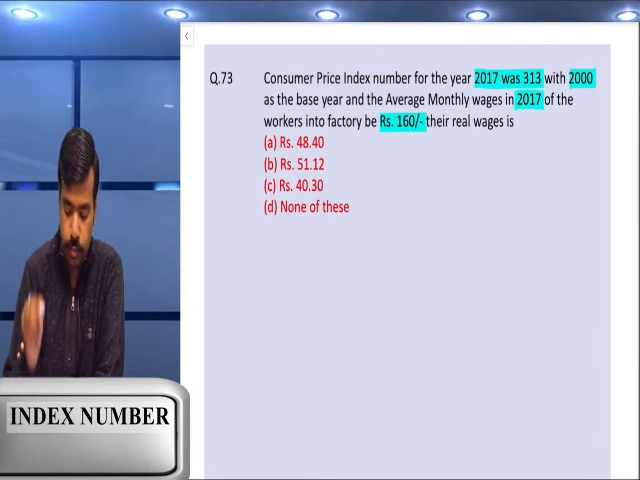 Q.73 Consumer Price Index number for the year 2017 was 313 with 2000
as the base year and the Average Monthly wages in 2017 of the
workers into factory be Rs. 160/- their real wages is
(a) Rs. 48.40
(b) Rs. 51.12
(c) Rs. 40.30
(d) None of these
INDEX NUMBER